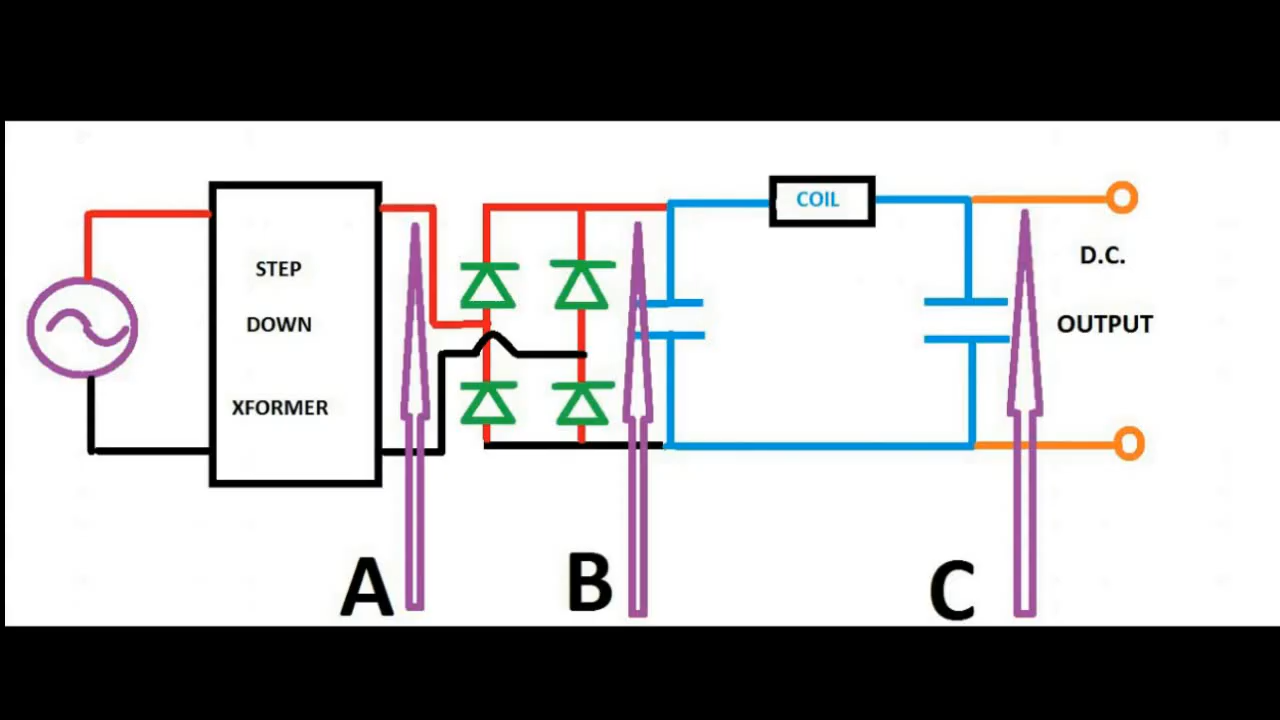 STEP
DOWN
XFORMER
COIL
D.C.
OUTPUT
A
B
C